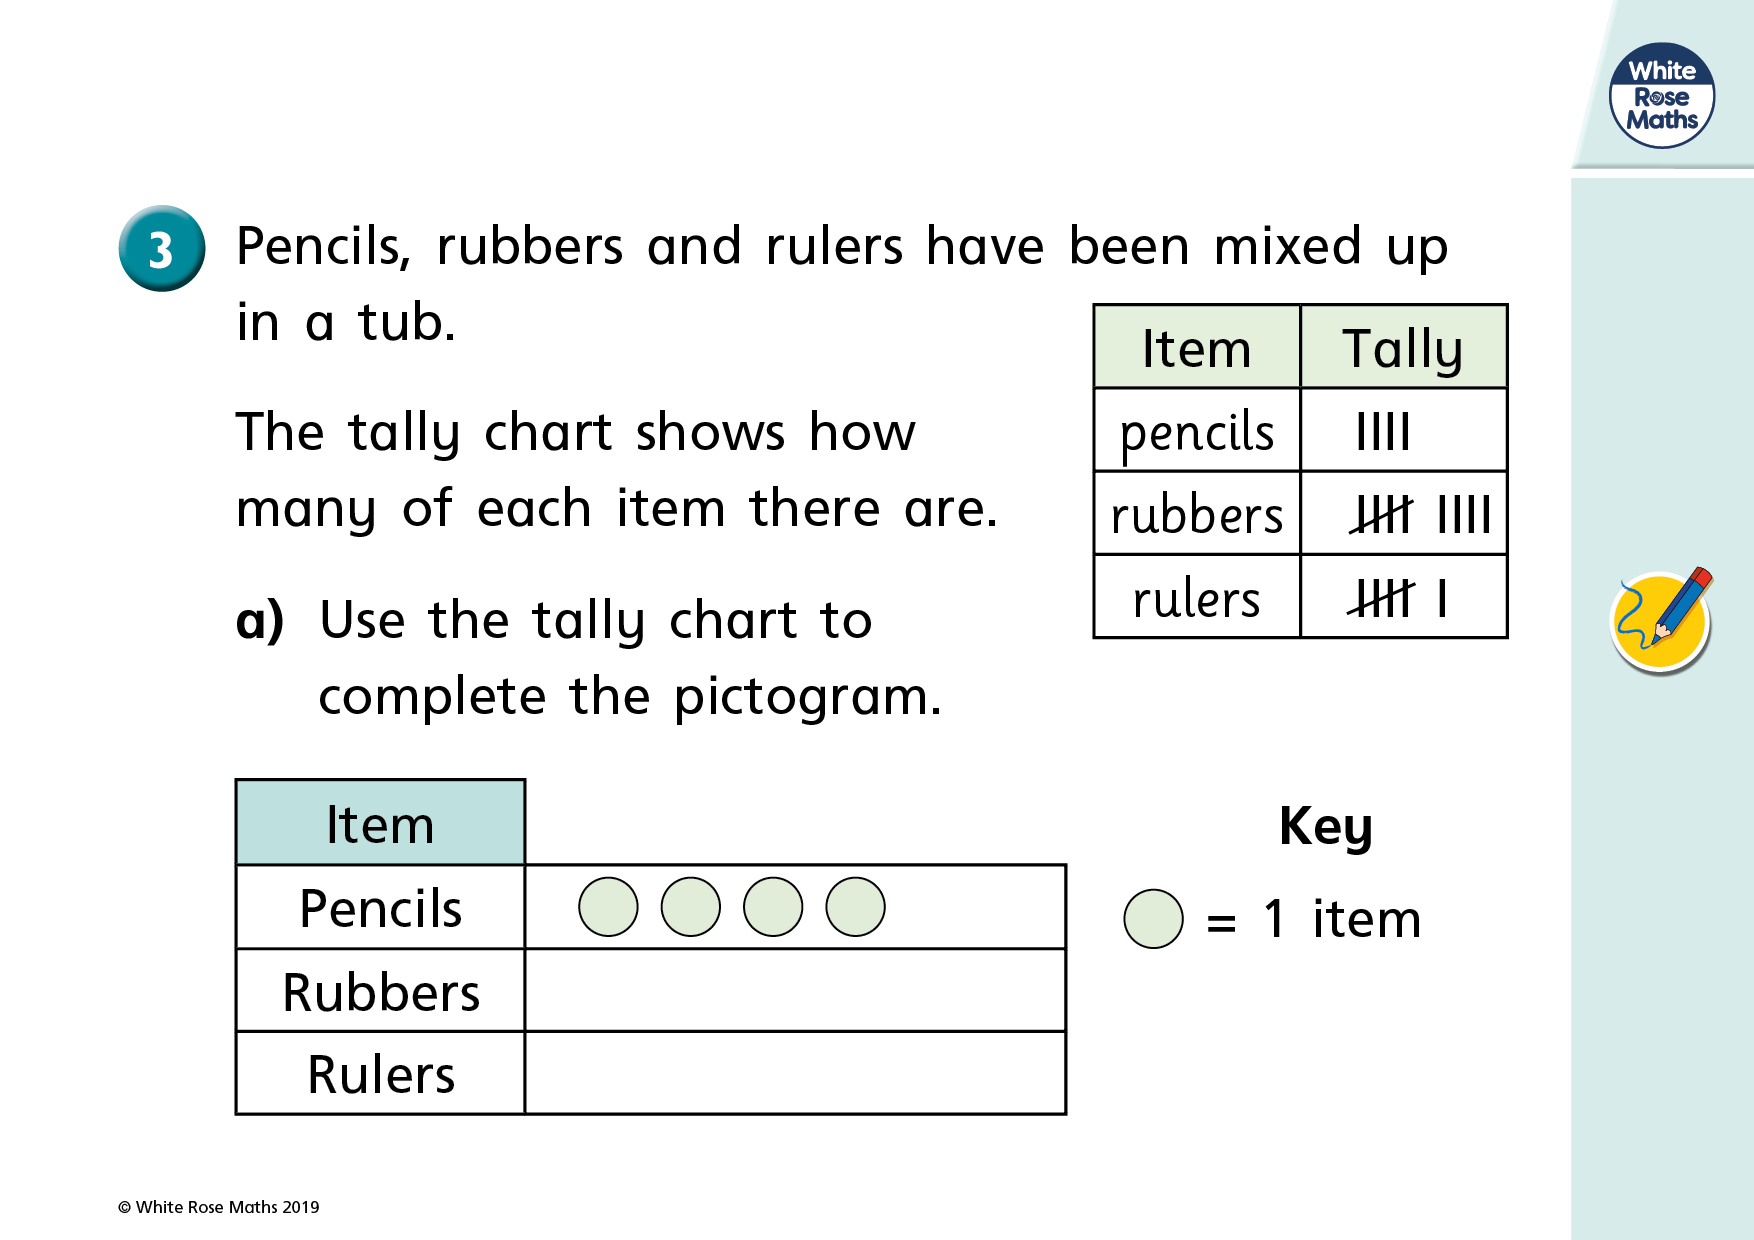 White
Rose
Maths
3 Pencils, rubbers and rulers have been mixed up
in a tub.
Item Tally
pencils
rubbers
rulers
The tally chart shows how
many of each item there are.
a) Use the tally chart to
complete the pictogram.
Item
Pencils
Rubbers
Rulers
Key
= 1 item
© White Rose Maths 2019